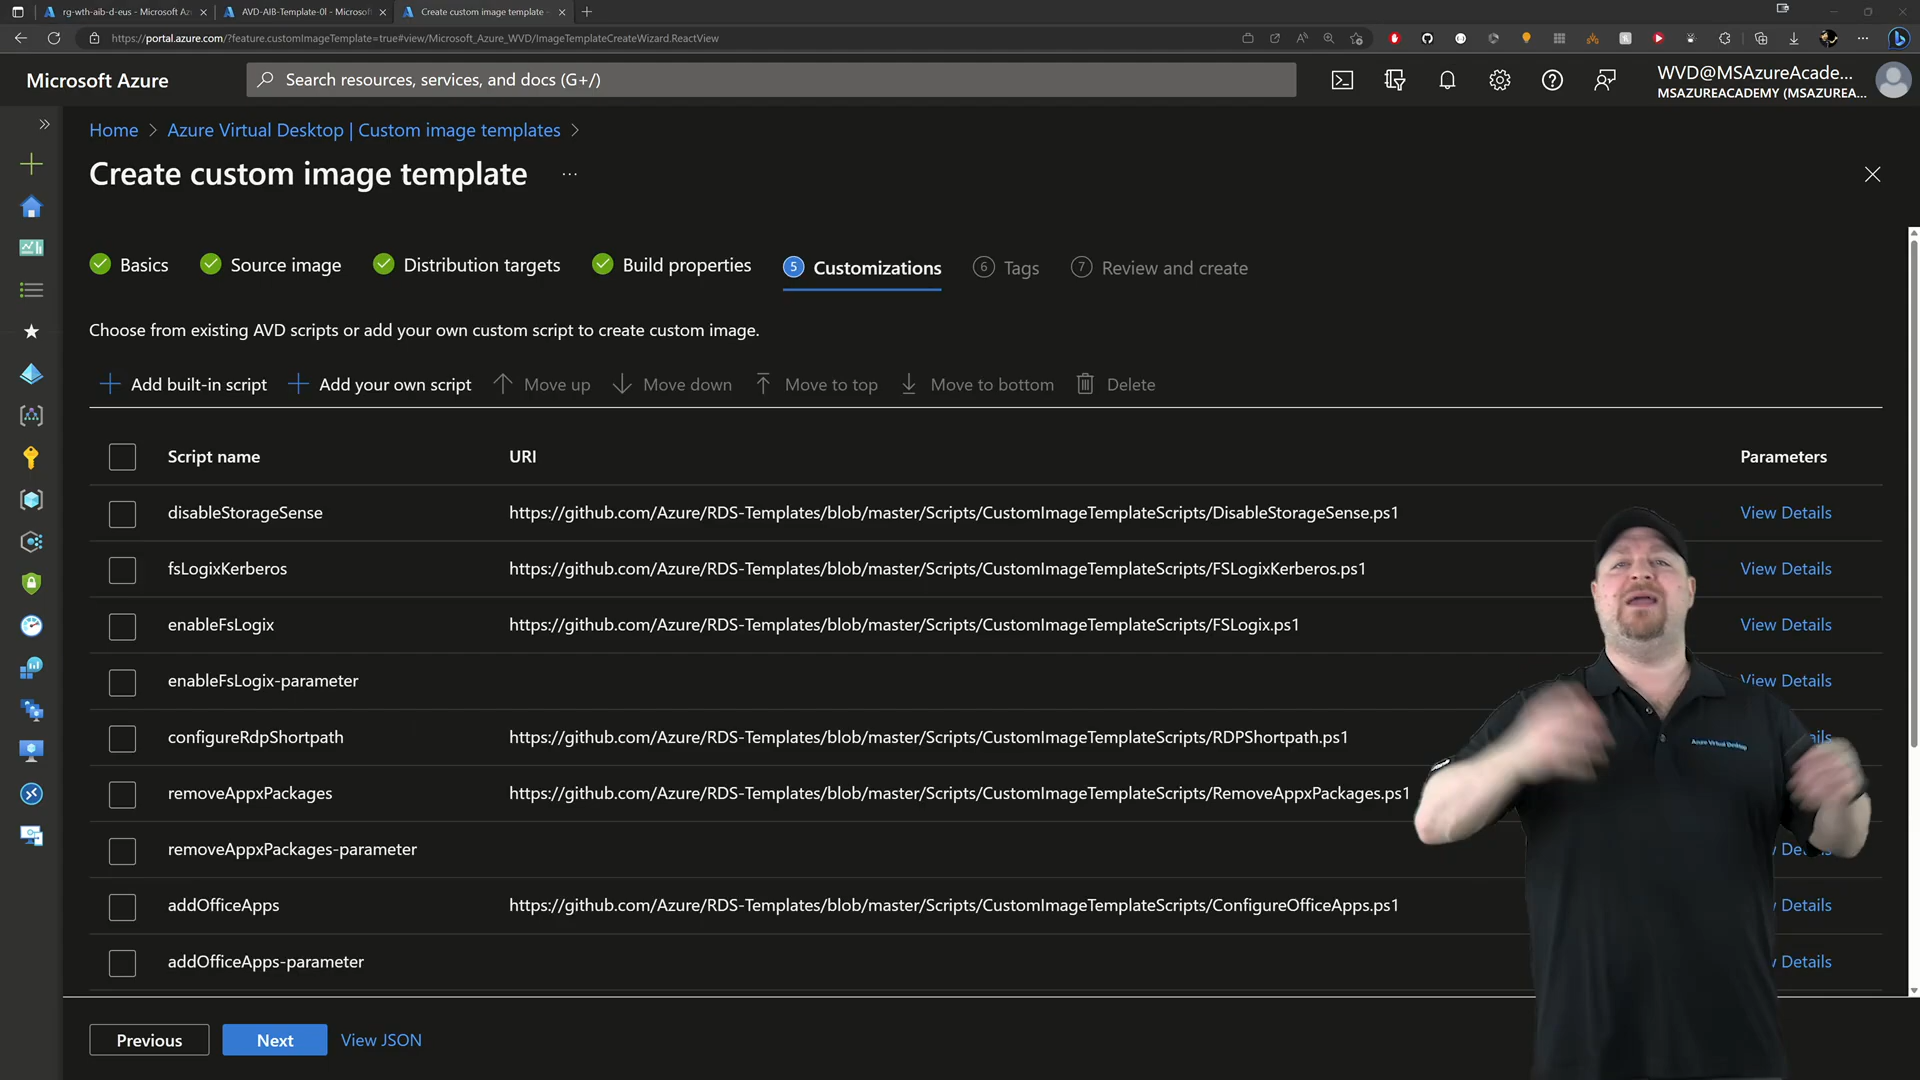 rg-wth-aib-d-eus - Microsoft Az
AVD-AIB-Template-01 - Microsof
Create custom image template -
https://portal.azure.com/?feature.customImageTemplate=true#view/Microsoft_Azure_WVD/ImageTemplateCreateWizard.ReactView
Microsoft Azure
Search resources, services, and docs (G+/)
WVD@MSAzureAcade...
MSAZUREACADEMY (MSAZUREA...
Home > Azure Virtual Desktop | Custom image templates >
Create custom image template ...
Basics
Source image
Distribution targets
Build properties
5 Customizations
6 Tags
7 Review and create
Choose from existing AVD scripts or add your own custom script to create custom image.
Add built-in script
Add your own script
Move up
Move down
Move to top
Move to bottom
Delete
Script name URI Parameters
disableStorageSense https://github.com/Azure/RDS-Templates/blob/master/Scripts/CustomImageTemplateScripts/DisableStorageSense.ps1 View Details
fsLogixKerberos https://github.com/Azure/RDS-Templates/blob/master/Scripts/CustomImageTemplateScripts/FSLogixKerberos.ps1 View Details
enableFsLogix https://github.com/Azure/RDS-Templates/blob/master/Scripts/CustomImageTemplateScripts/FSLogix.ps1 View Details
enableFsLogix-parameter View Details
configureRdpShortpath https://github.com/Azure/RDS-Templates/blob/master/Scripts/CustomImageTemplateScripts/RDPShortpath.ps1
Azure Virtual Desktop
removeAppxPackages https://github.com/Azure/RDS-Templates/blob/master/Scripts/CustomImageTemplateScripts/RemoveAppxPackages.ps1
removeAppxPackages-parameter
addOfficeApps https://github.com/Azure/RDS-Templates/blob/master/Scripts/CustomImageTemplateScripts/ConfigureOfficeApps.ps1 Details
addOfficeApps-parameter Details
Previous
Next
View JSON